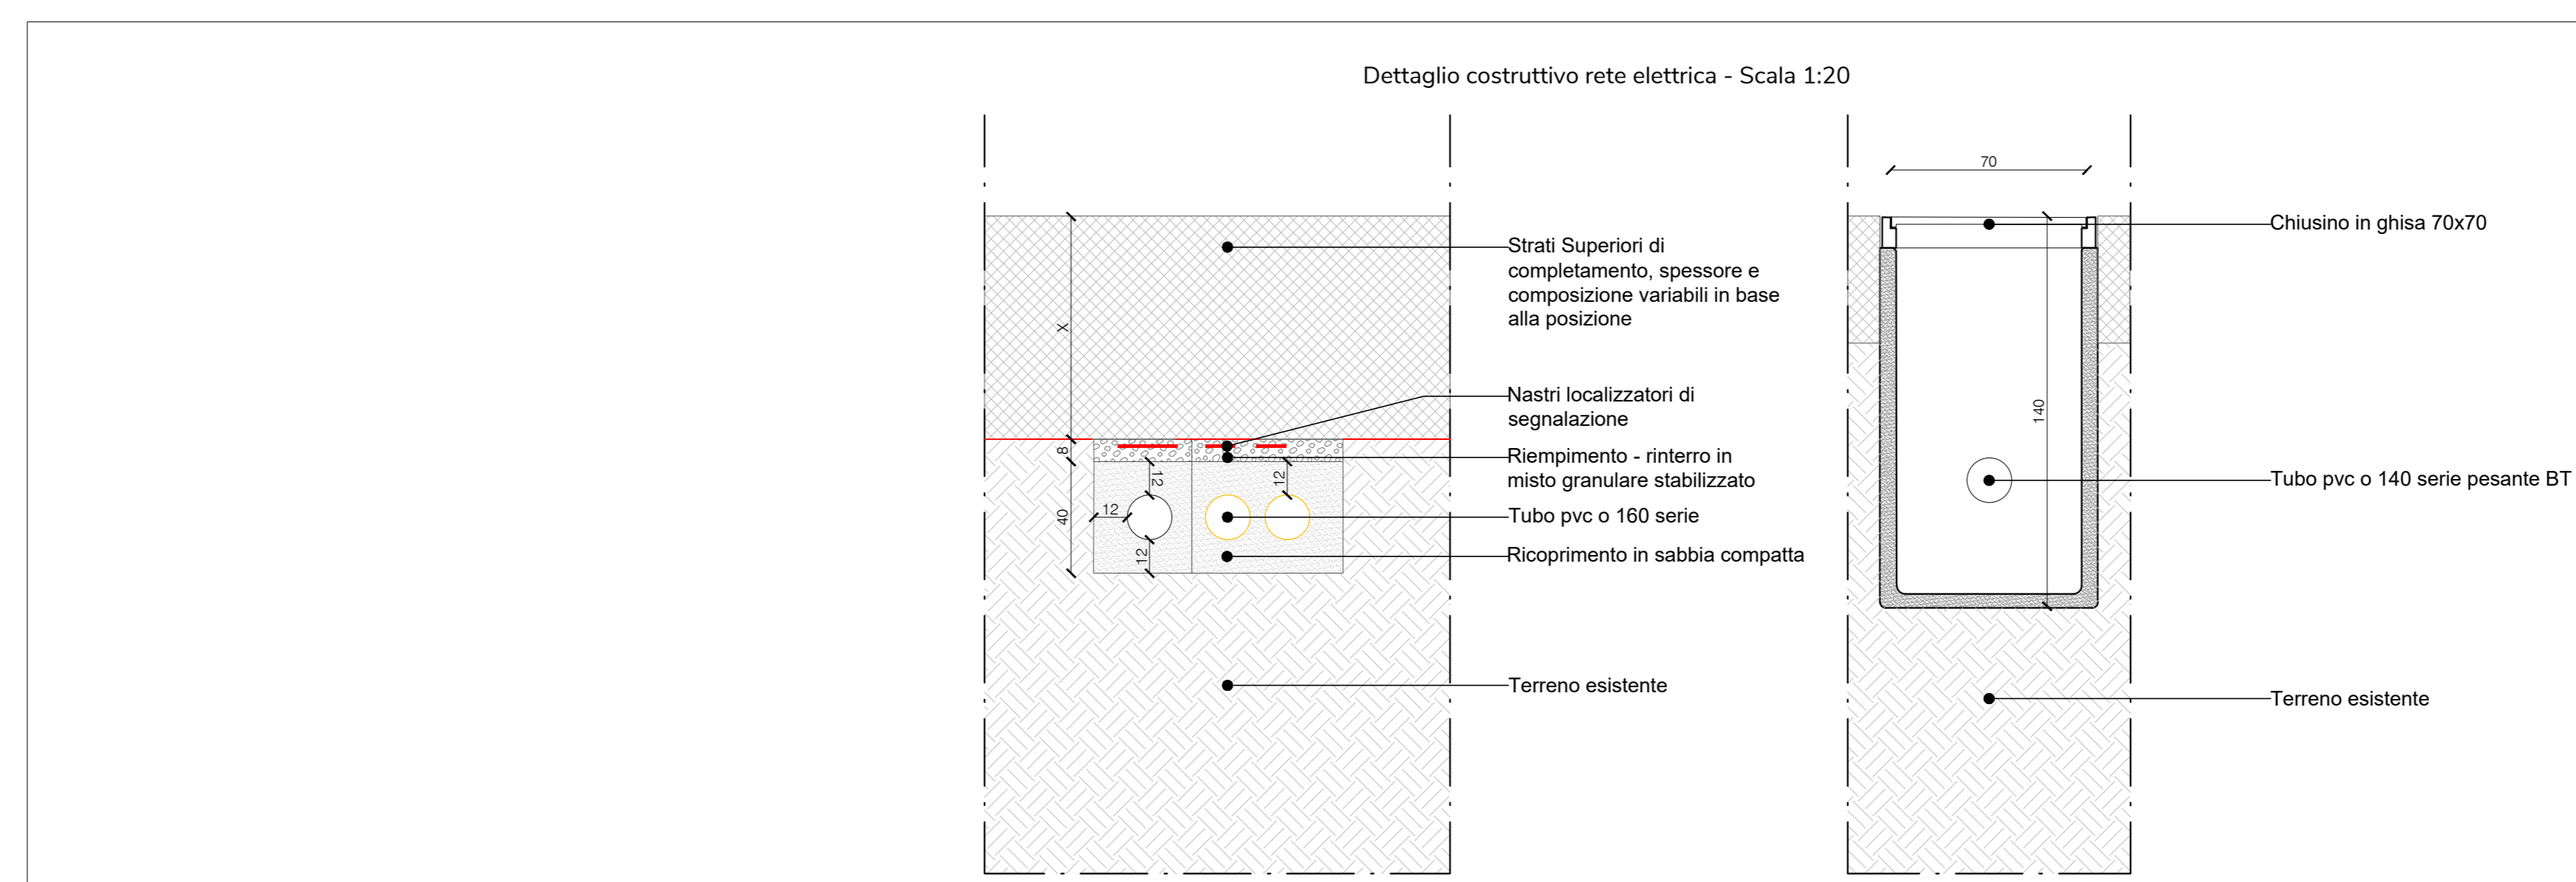 Dettaglio costruttivo rete elettrica - Scala 1:20
Strati Superiori di
completamento, spessore e
composizione variabili in base
alla posizione
Nastri localizzatori di
segnalazione
Riempimento - rinterro in
misto granulare stabilizzato
Tubo pvc o 160 serie
Ricoprimento in sabbia compatta
Terreno esistente
X
8
40
12
12
12
12
70
140
Chiusino in ghisa 70x70
Tubo pvc o 140 serie pesante BT
Terreno esistente